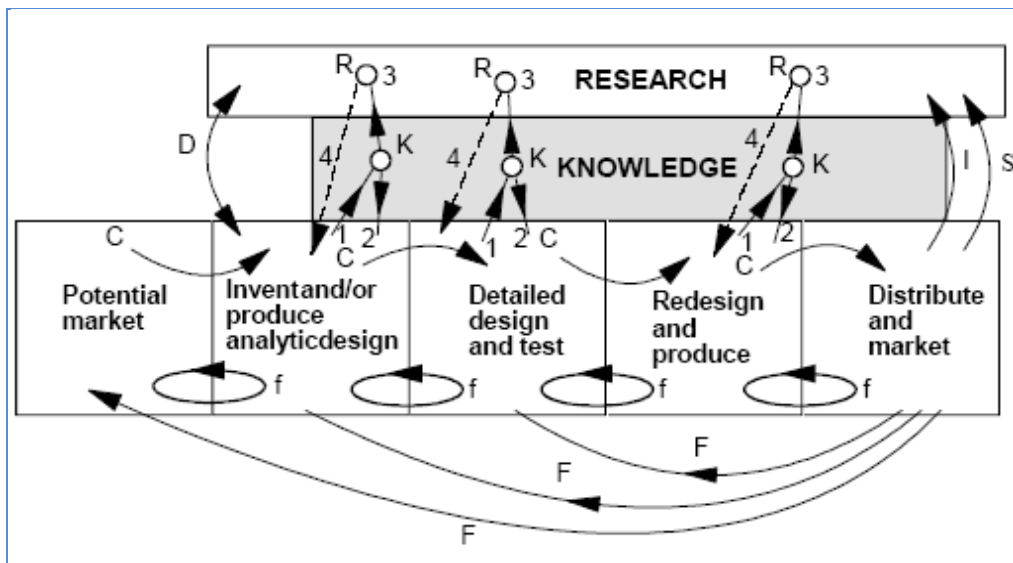 R 3
R 3
RESEARCH
R 3
D
4
K
4
K
KNOWLEDGE
4
K
I
S
C
1 2
C
1 2
C
1 2
C
Potential
market
Inventand/or
produce
analyticdesign
Detailed
design
and test
Redesign
and
produce
Distribute
and
market
f
f
f
f
F
F
F